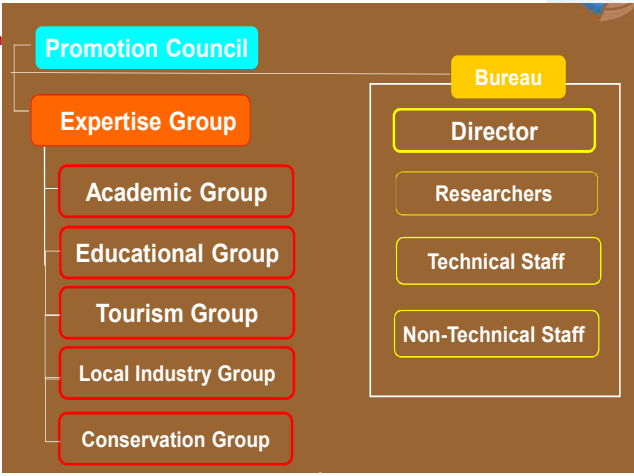 Promotion Council
Expertise Group
Academic Group
Educational Group
Tourism Group
Local Industry Group
Conservation Group
Bureau
Director
Researchers
Technical Staff
Non-Technical Staff